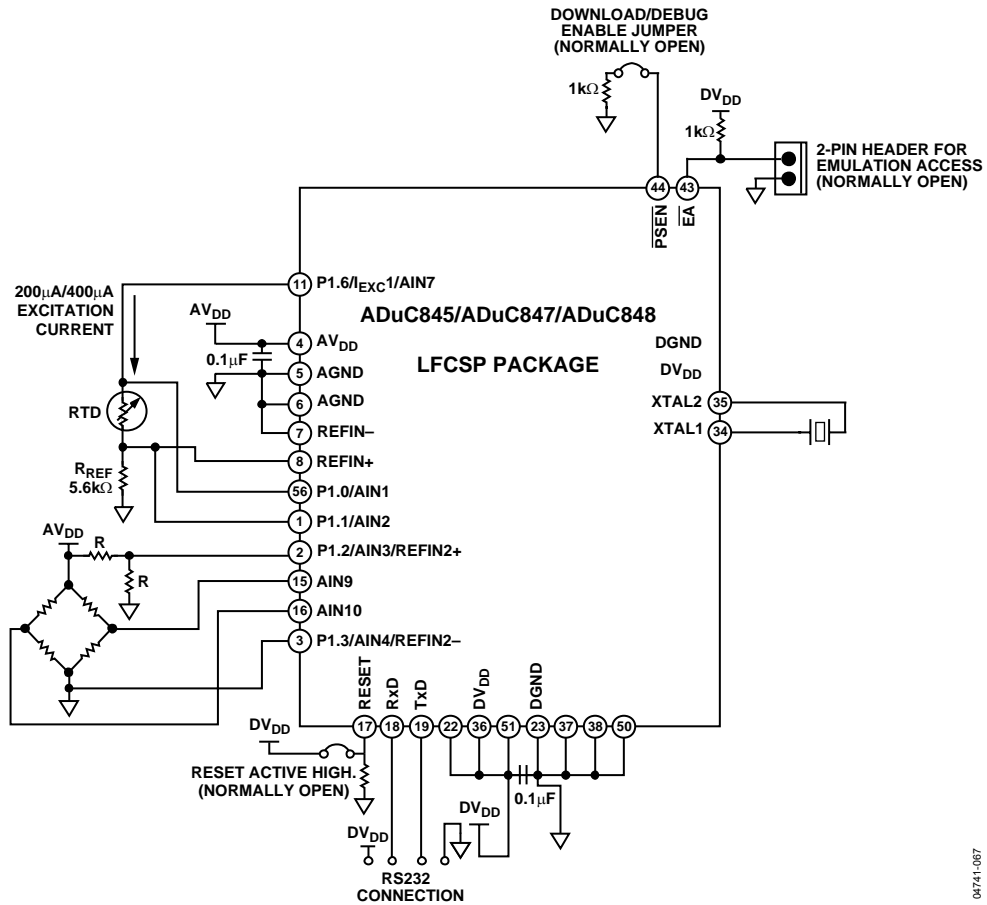 DOWNLOAD/DEBUG
ENABLE JUMPER
(NORMALLY OPEN)
1kΩ
DVDD
1kΩ
2-PIN HEADER FOR
EMULATION ACCESS
(NORMALLY OPEN)
44
43
PSEN
EA
200μA/400μA
EXCITATION
CURRENT
11 P1.6/IEXC1/AIN7
ADuC845/ADuC847/ADuC848
LFCSP PACKAGE
AVDD
4 AVDD
0.1μF
5 AGND
6 AGND
7 REFIN–
8 REFIN+
56 P1.0/AIN1
1 P1.1/AIN2
2 P1.2/AIN3/REFIN2+
15 AIN9
16 AIN10
3 P1.3/AIN4/REFIN2–
RTD
RREF
5.6kΩ
AVDD
R
R
DGND
DVDD
XTAL2 35
XTAL1 34
RESET
RxD
TxD
DVDD
DGND
17
18
19
22
36
51
23
37
38
50
DVDD
RESET ACTIVE HIGH.
(NORMALLY OPEN)
0.1μF
DVDD
DVDD
RS232
CONNECTION
04741-067